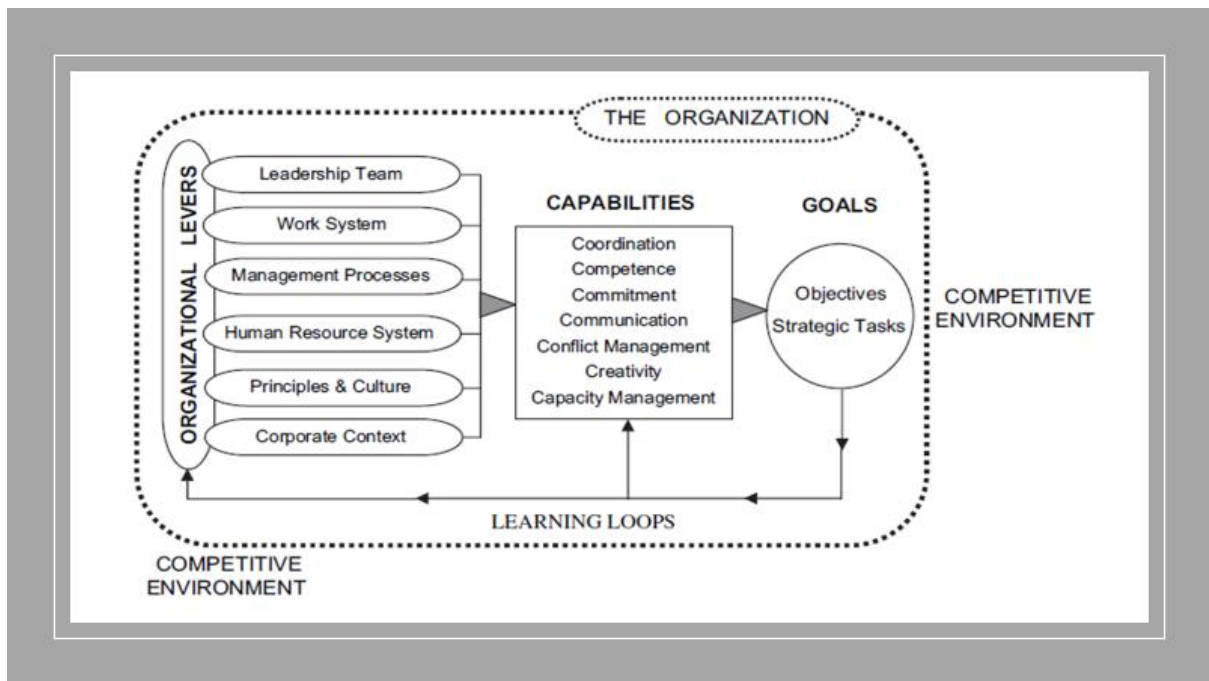 THE ORGANIZATION
ORGANIZATIONAL LEVERS
Leadership Team
Work System
Management Processes
Human Resource System
Principles & Culture
Corporate Context
CAPABILITIES
Coordination
Competence
Commitment
Communication
Conflict Management
Creativity
Capacity Management
GOALS
Objectives
Strategic Tasks
COMPETITIVE
ENVIRONMENT
LEARNING LOOPS
COMPETITIVE
ENVIRONMENT